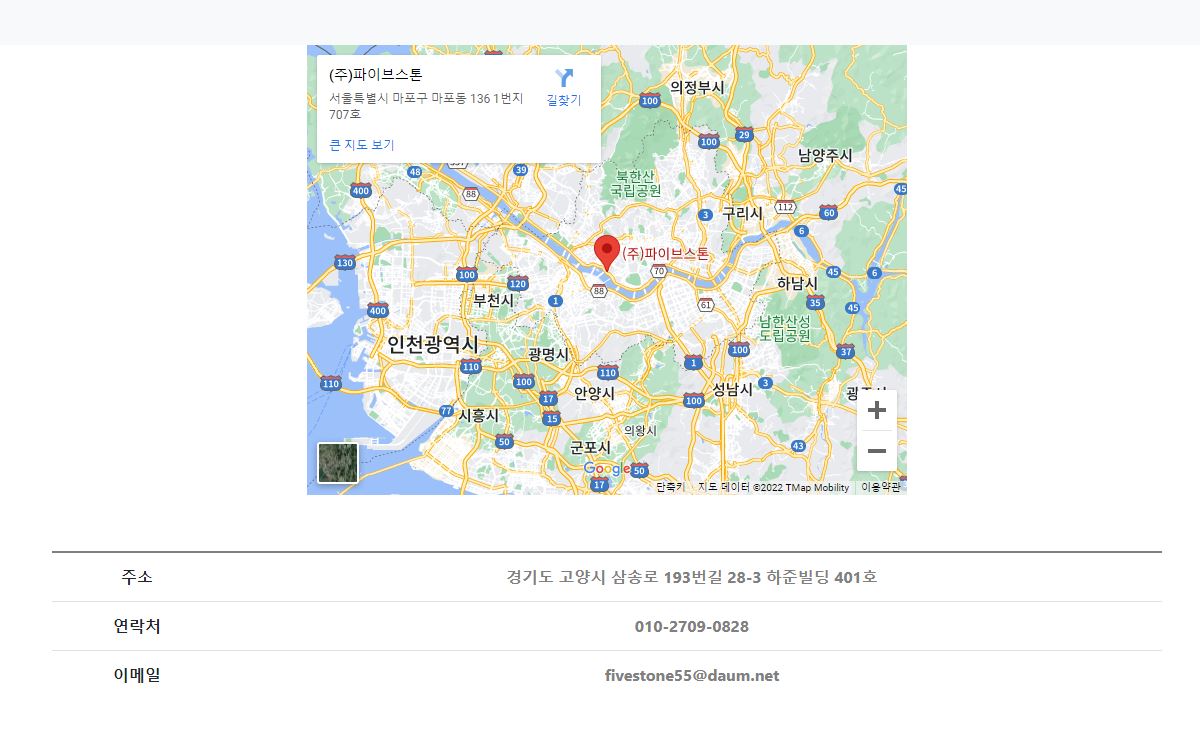 (주)파이브스톤
서울특별시 마포구 마포동 136 1번지
707호
길찾기
큰 지도 보기
의정부시
100
29
100
남양주시
48
39
88
400
북한산
국립공원
45
3
구리시
112
60
6
(주)파이브스톤
130
100
120
88
70
45
6
하남시
부천시
1
61
35
45
400
남한산성
도립공원
인천광역시
광명시
100
37
110
110
1
110
100
17
안양시
100
성남시
3
77
시흥시
15
의왕시
50
군포시
43
Google
50
17
단축키
지도 데이터 ©2022 TMap Mobility
이용약관
주소 경기도 고양시 삼송로 193번길 28-3 하준빌딩 401호
연락처 010-2709-0828
이메일 fivestone55@daum.net